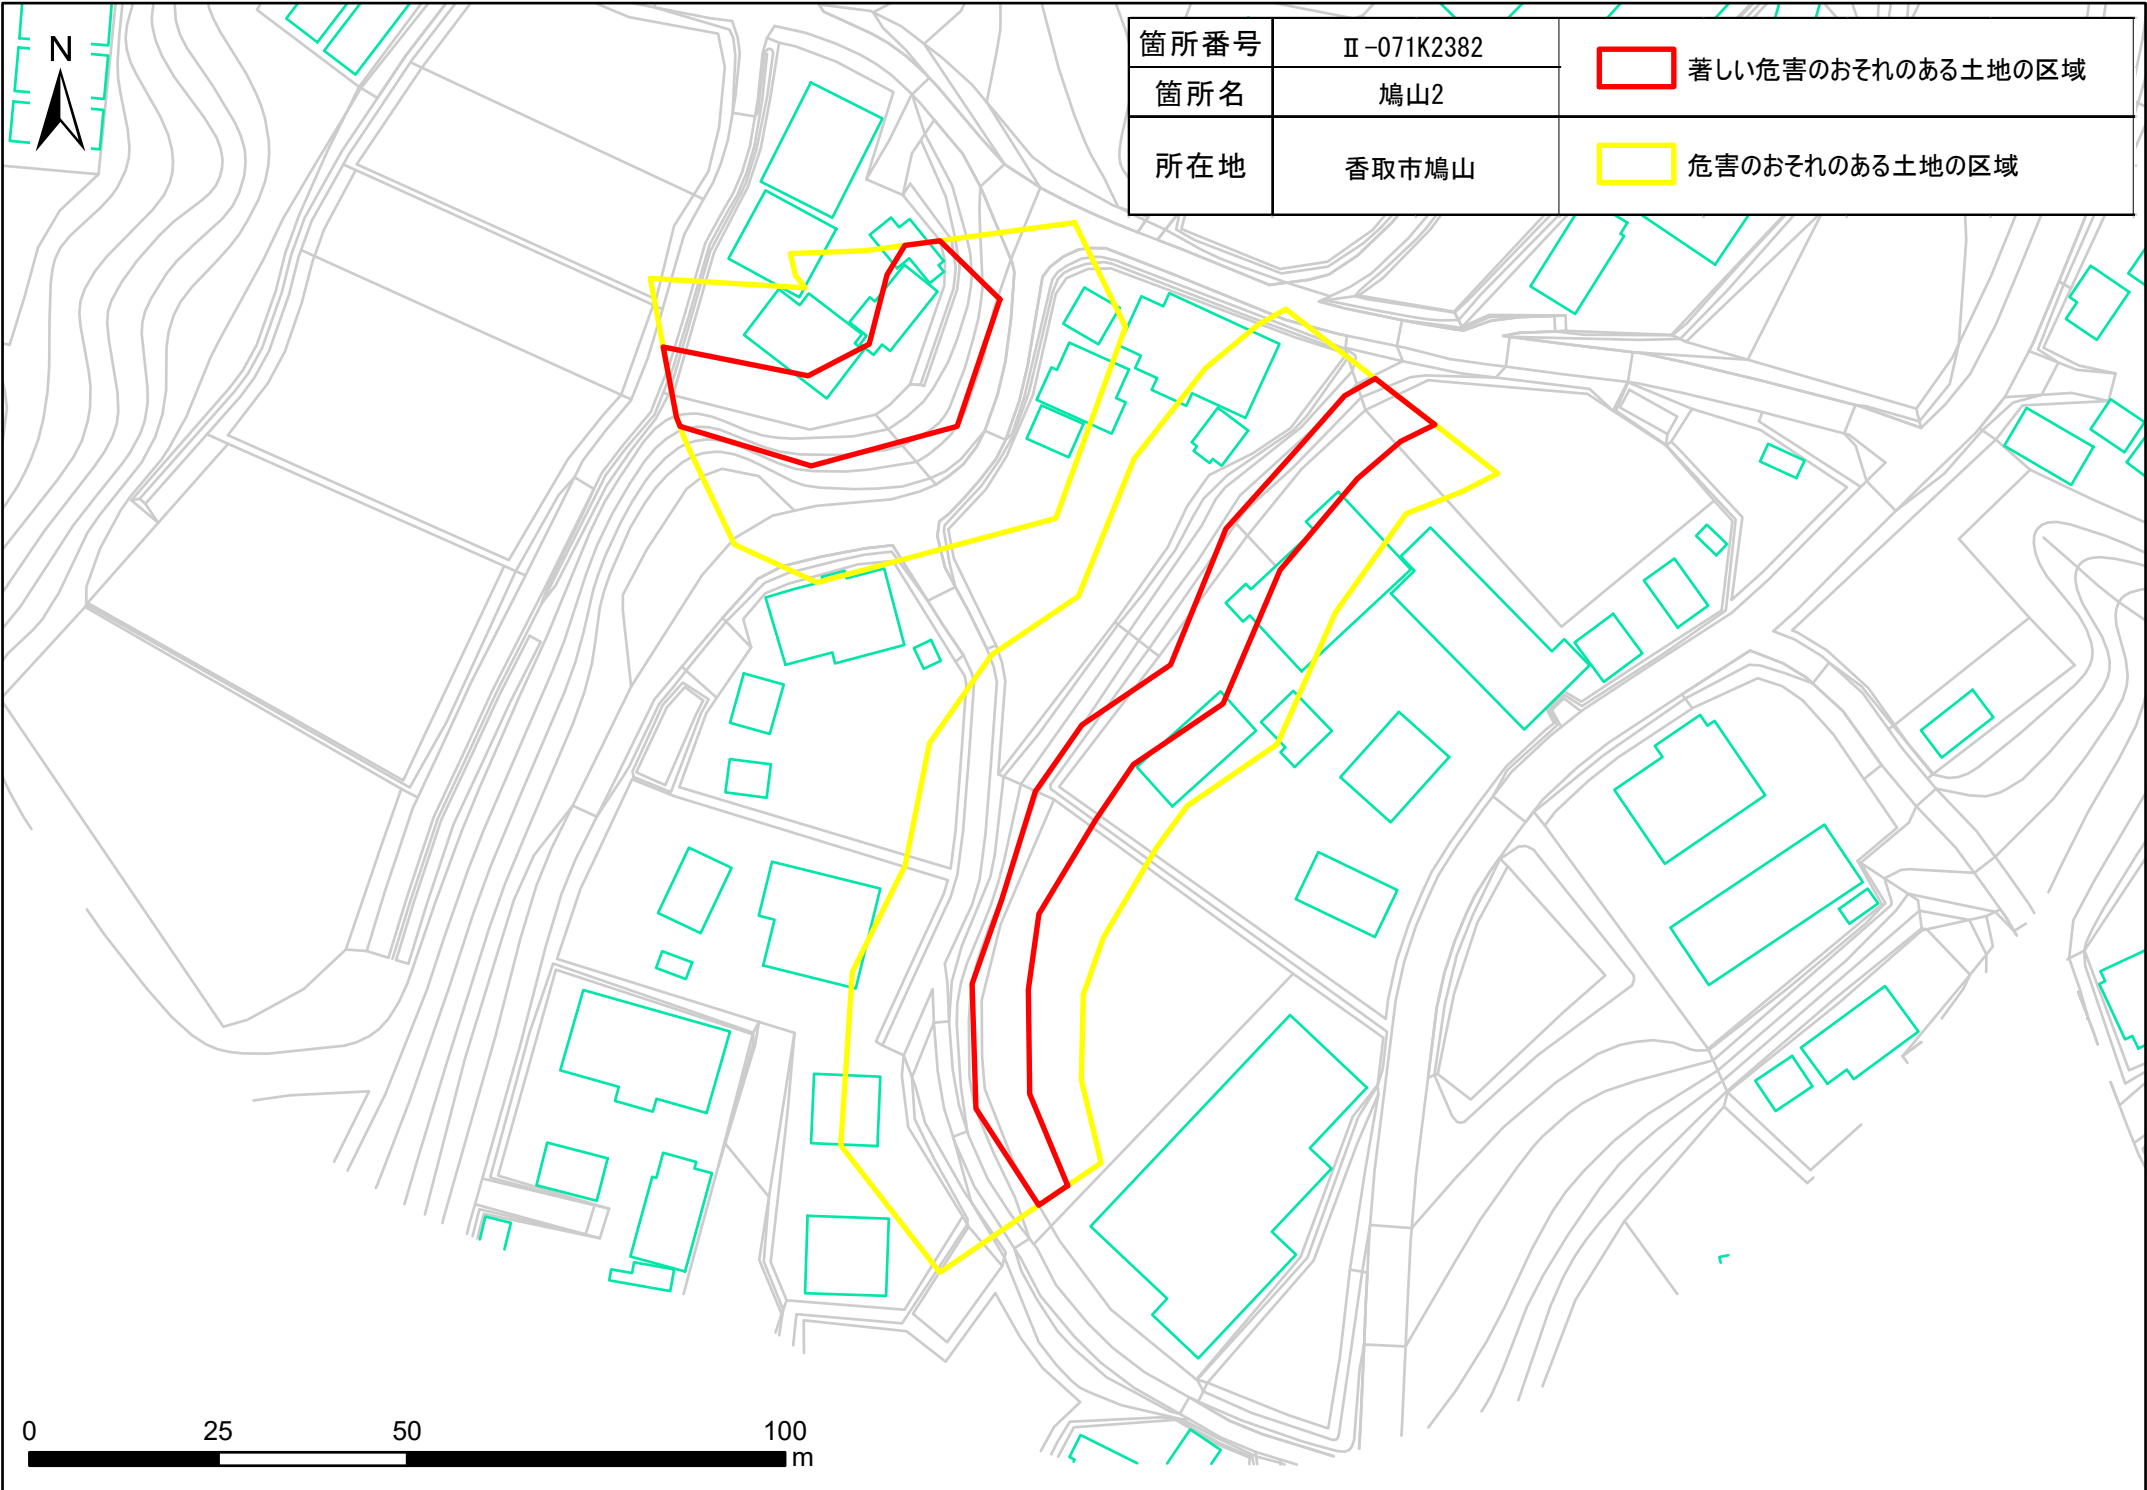 N
箇所番号 Ⅱ-071K2382
著しい危害のおそれのある土地の区域
箇所名 鳩山2
所在地 香取市鳩山
危害のおそれのある土地の区域
0 25 50 100
m